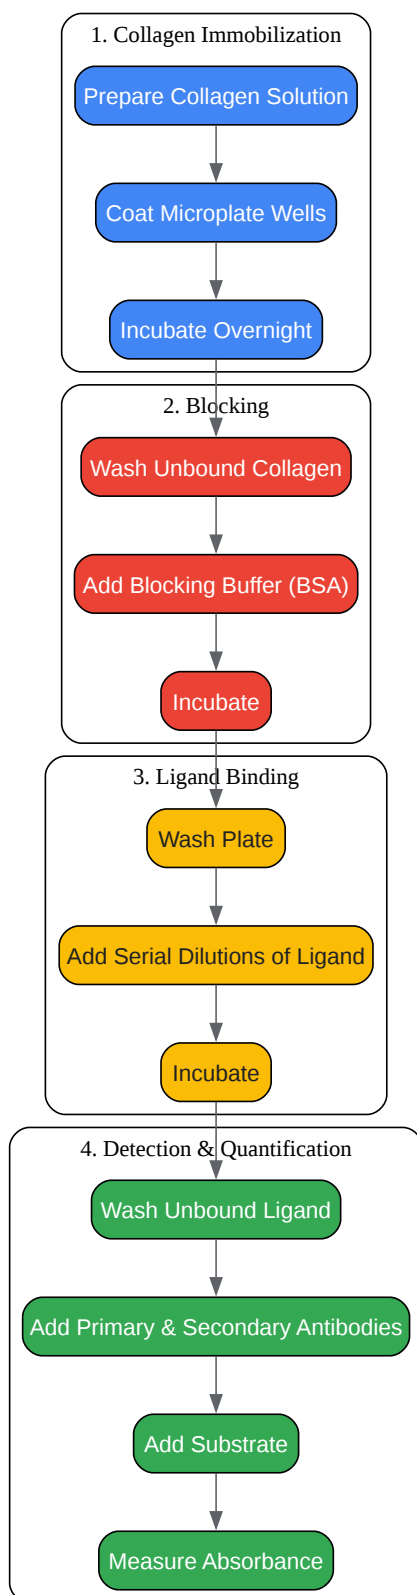 1. Collagen Immobilization
Prepare Collagen Solution
Coat Microplate Wells
Incubate Overnight
2. Blocking
Wash Unbound Collagen
Add Blocking Buffer (BSA)
Incubate
3. Ligand Binding
Wash Plate
Add Serial Dilutions of Ligand
Incubate
4. Detection & Quantification
Wash Unbound Ligand
Add Primary & Secondary Antibodies
Add Substrate
Measure Absorbance